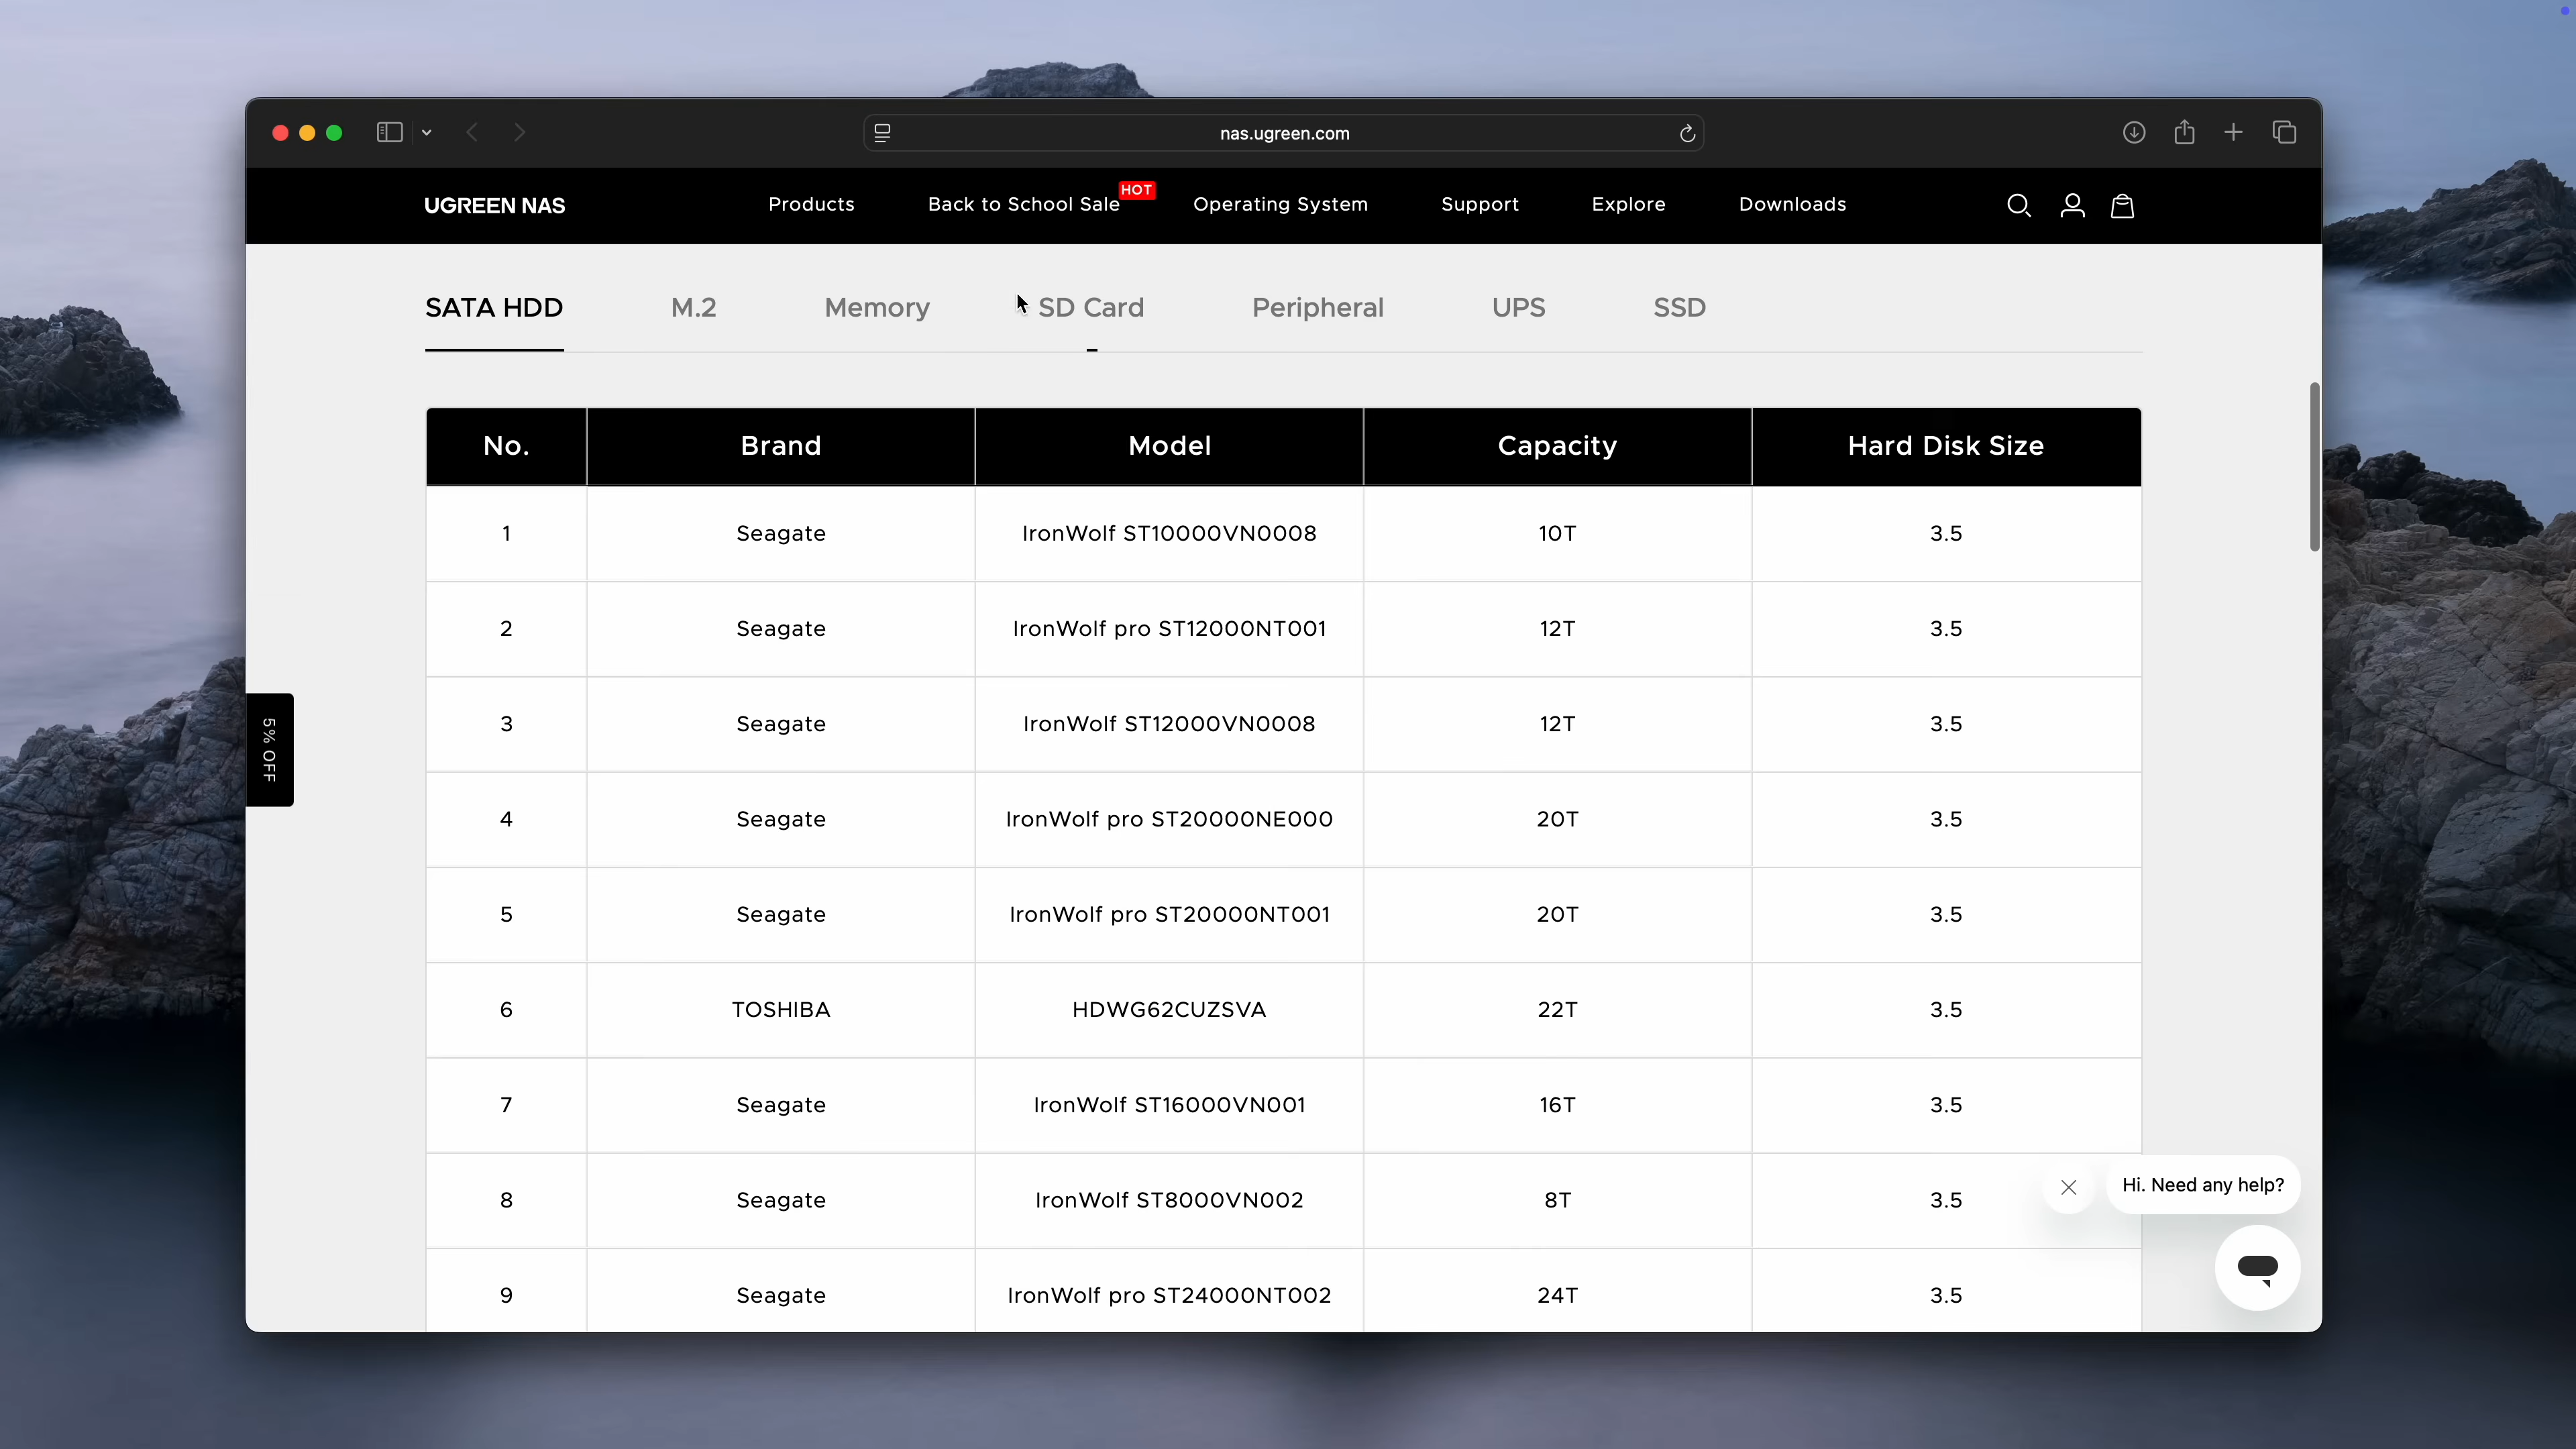 nas.ugreen.com
UGREEN NAS Products Back to School Sale HOT Operating System Support Explore Downloads
SATA HDD M.2 Memory SD Card Peripheral UPS SSD
No. Brand Model Capacity Hard Disk Size
1 Seagate IronWolf ST10000VN0008 10T 3.5
2 Seagate IronWolf pro ST12000NT001 12T 3.5
3 Seagate IronWolf ST12000VN0008 12T 3.5
5% OFF
4 Seagate IronWolf pro ST20000NE000 20T 3.5
5 Seagate IronWolf pro ST20000NT001 20T 3.5
6 TOSHIBA HDWG62CUZSVA 22T 3.5
7 Seagate IronWolf ST16000VN001 16T 3.5
8 Seagate IronWolf ST8000VN002 8T 3.5
Hi. Need any help?
9 Seagate IronWolf pro ST24000NT002 24T 3.5